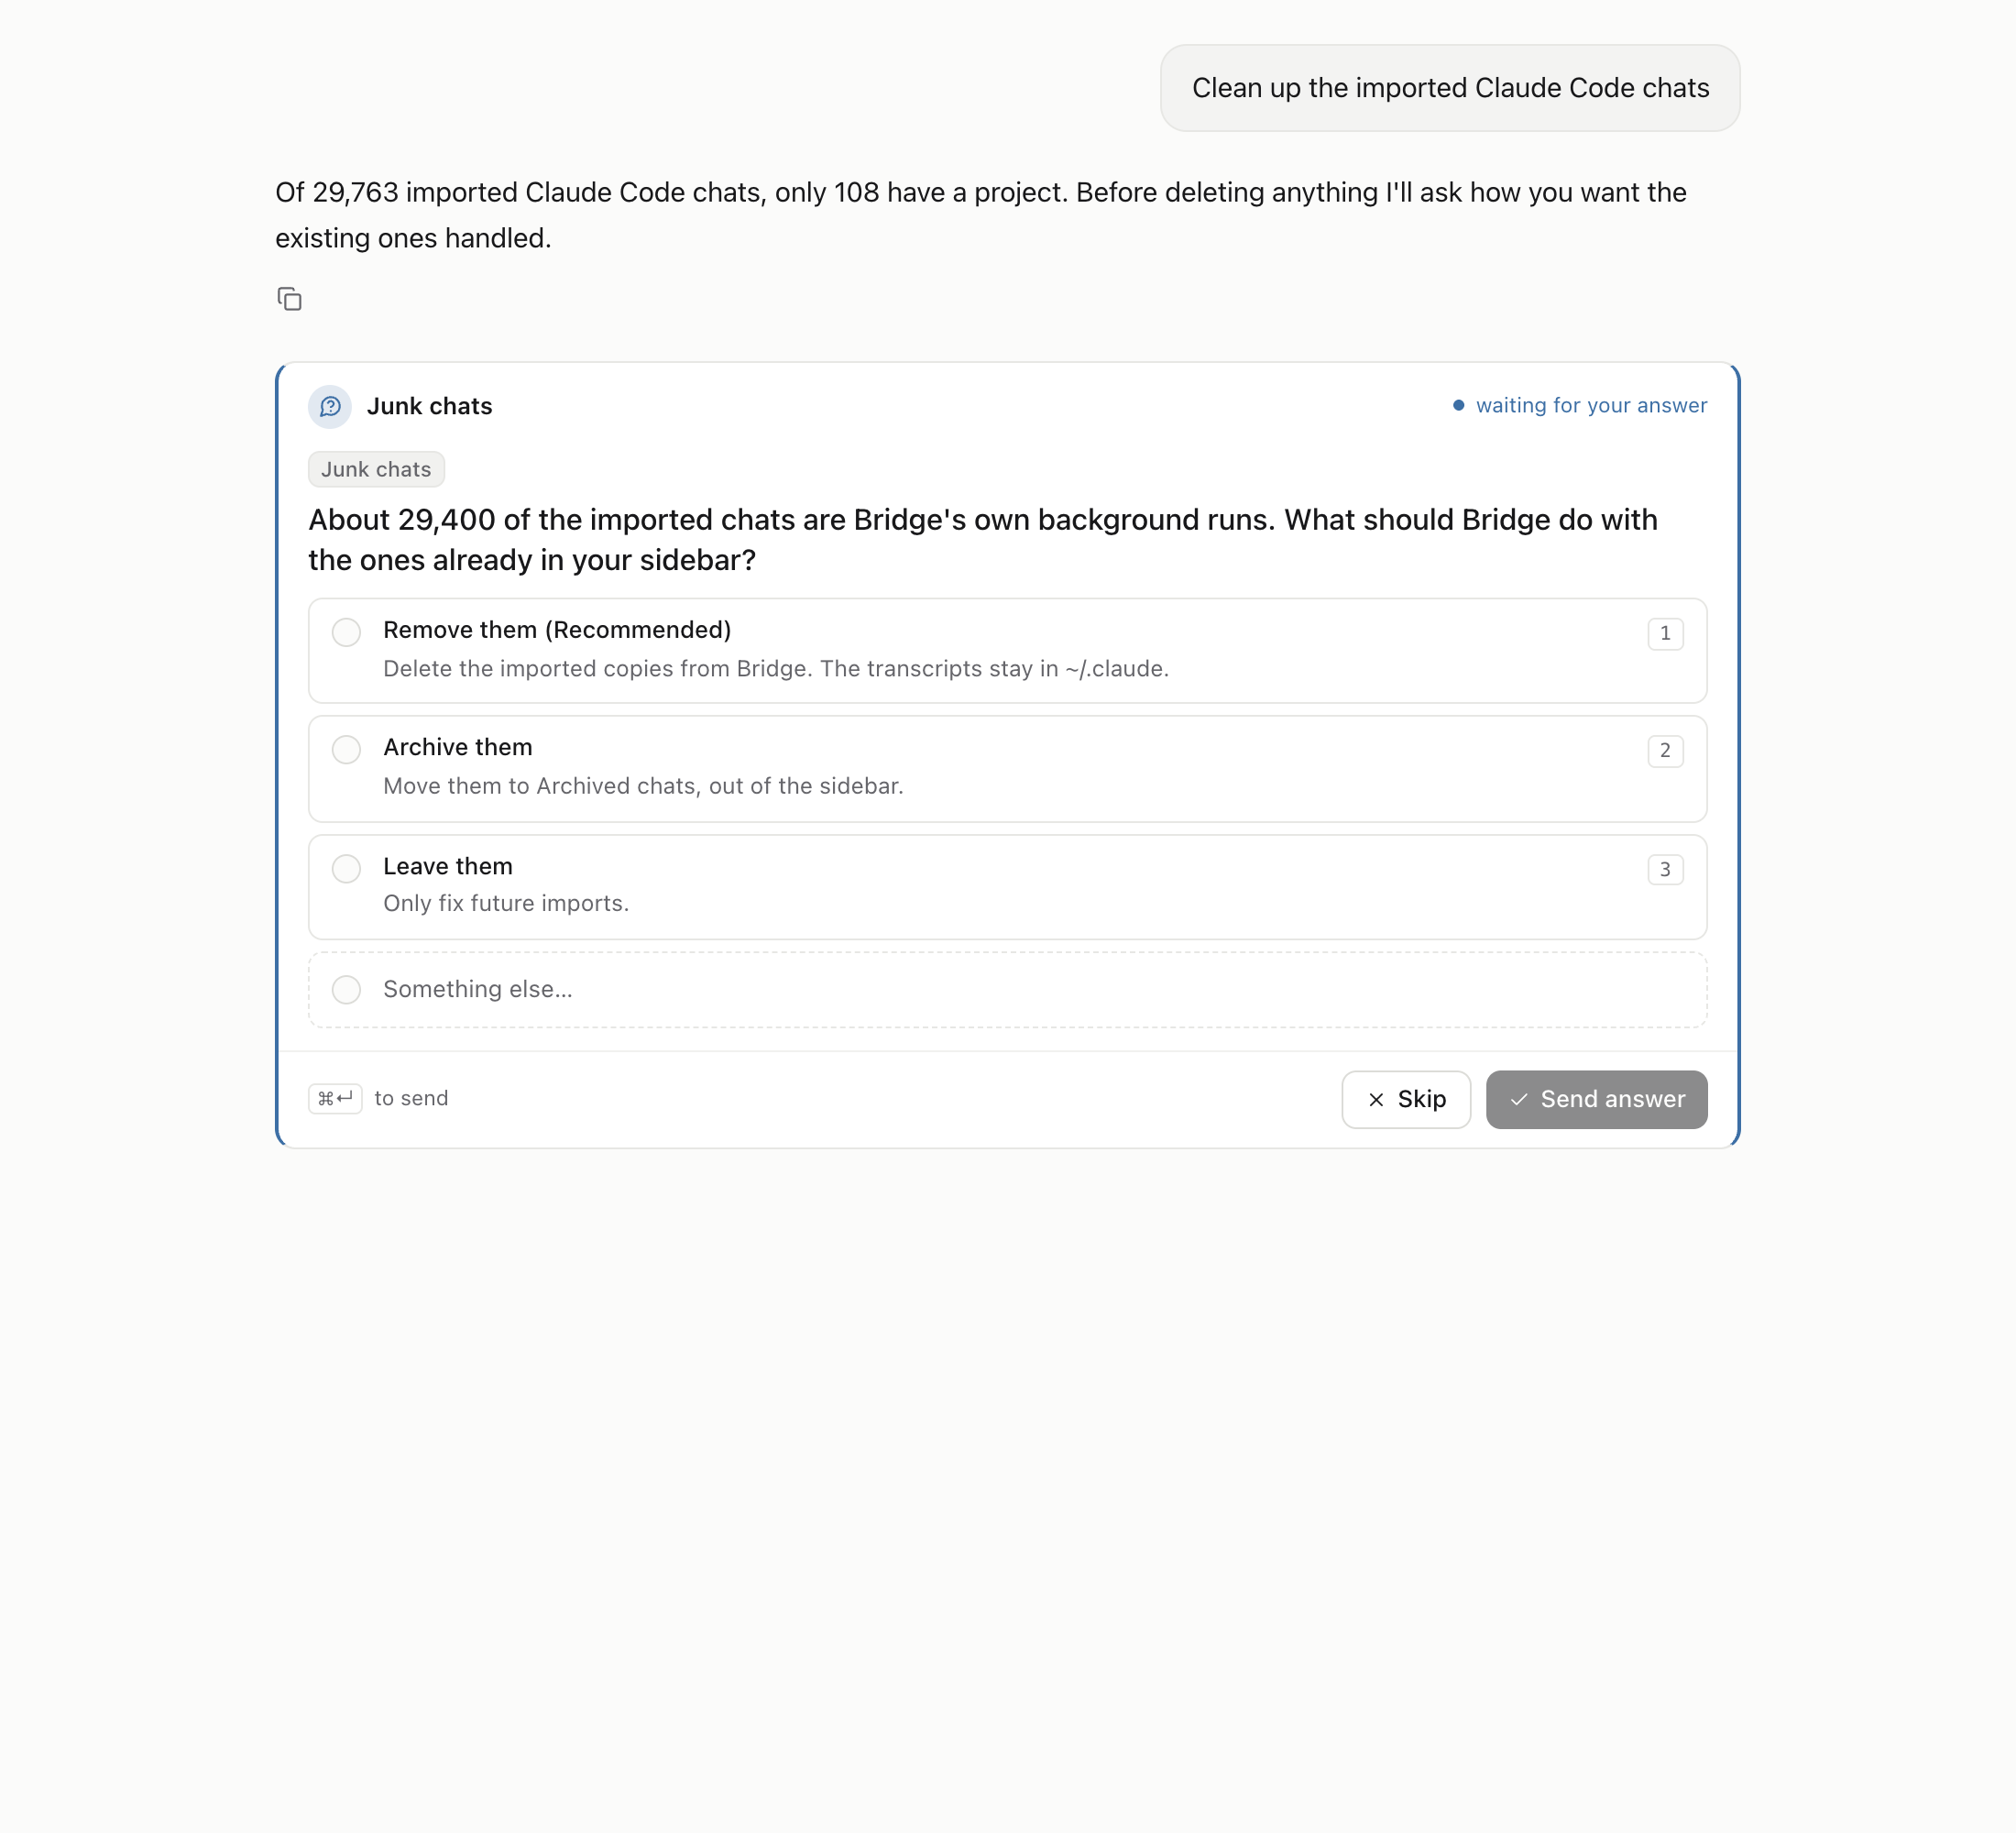 Clean up the imported Claude Code chats
Of 29,763 imported Claude Code chats, only 108 have a project. Before deleting anything I'll ask how you want the
existing ones handled.
Junk chats
waiting for your answer
Junk chats
About 29,400 of the imported chats are Bridge's own background runs. What should Bridge do with
the ones already in your sidebar?
Remove them (Recommended)
1
Delete the imported copies from Bridge. The transcripts stay in ~/.claude.
Archive them
2
Move them to Archived chats, out of the sidebar.
Leave them
3
Only fix future imports.
Something else...
⌘↵ to send
Skip
Send answer